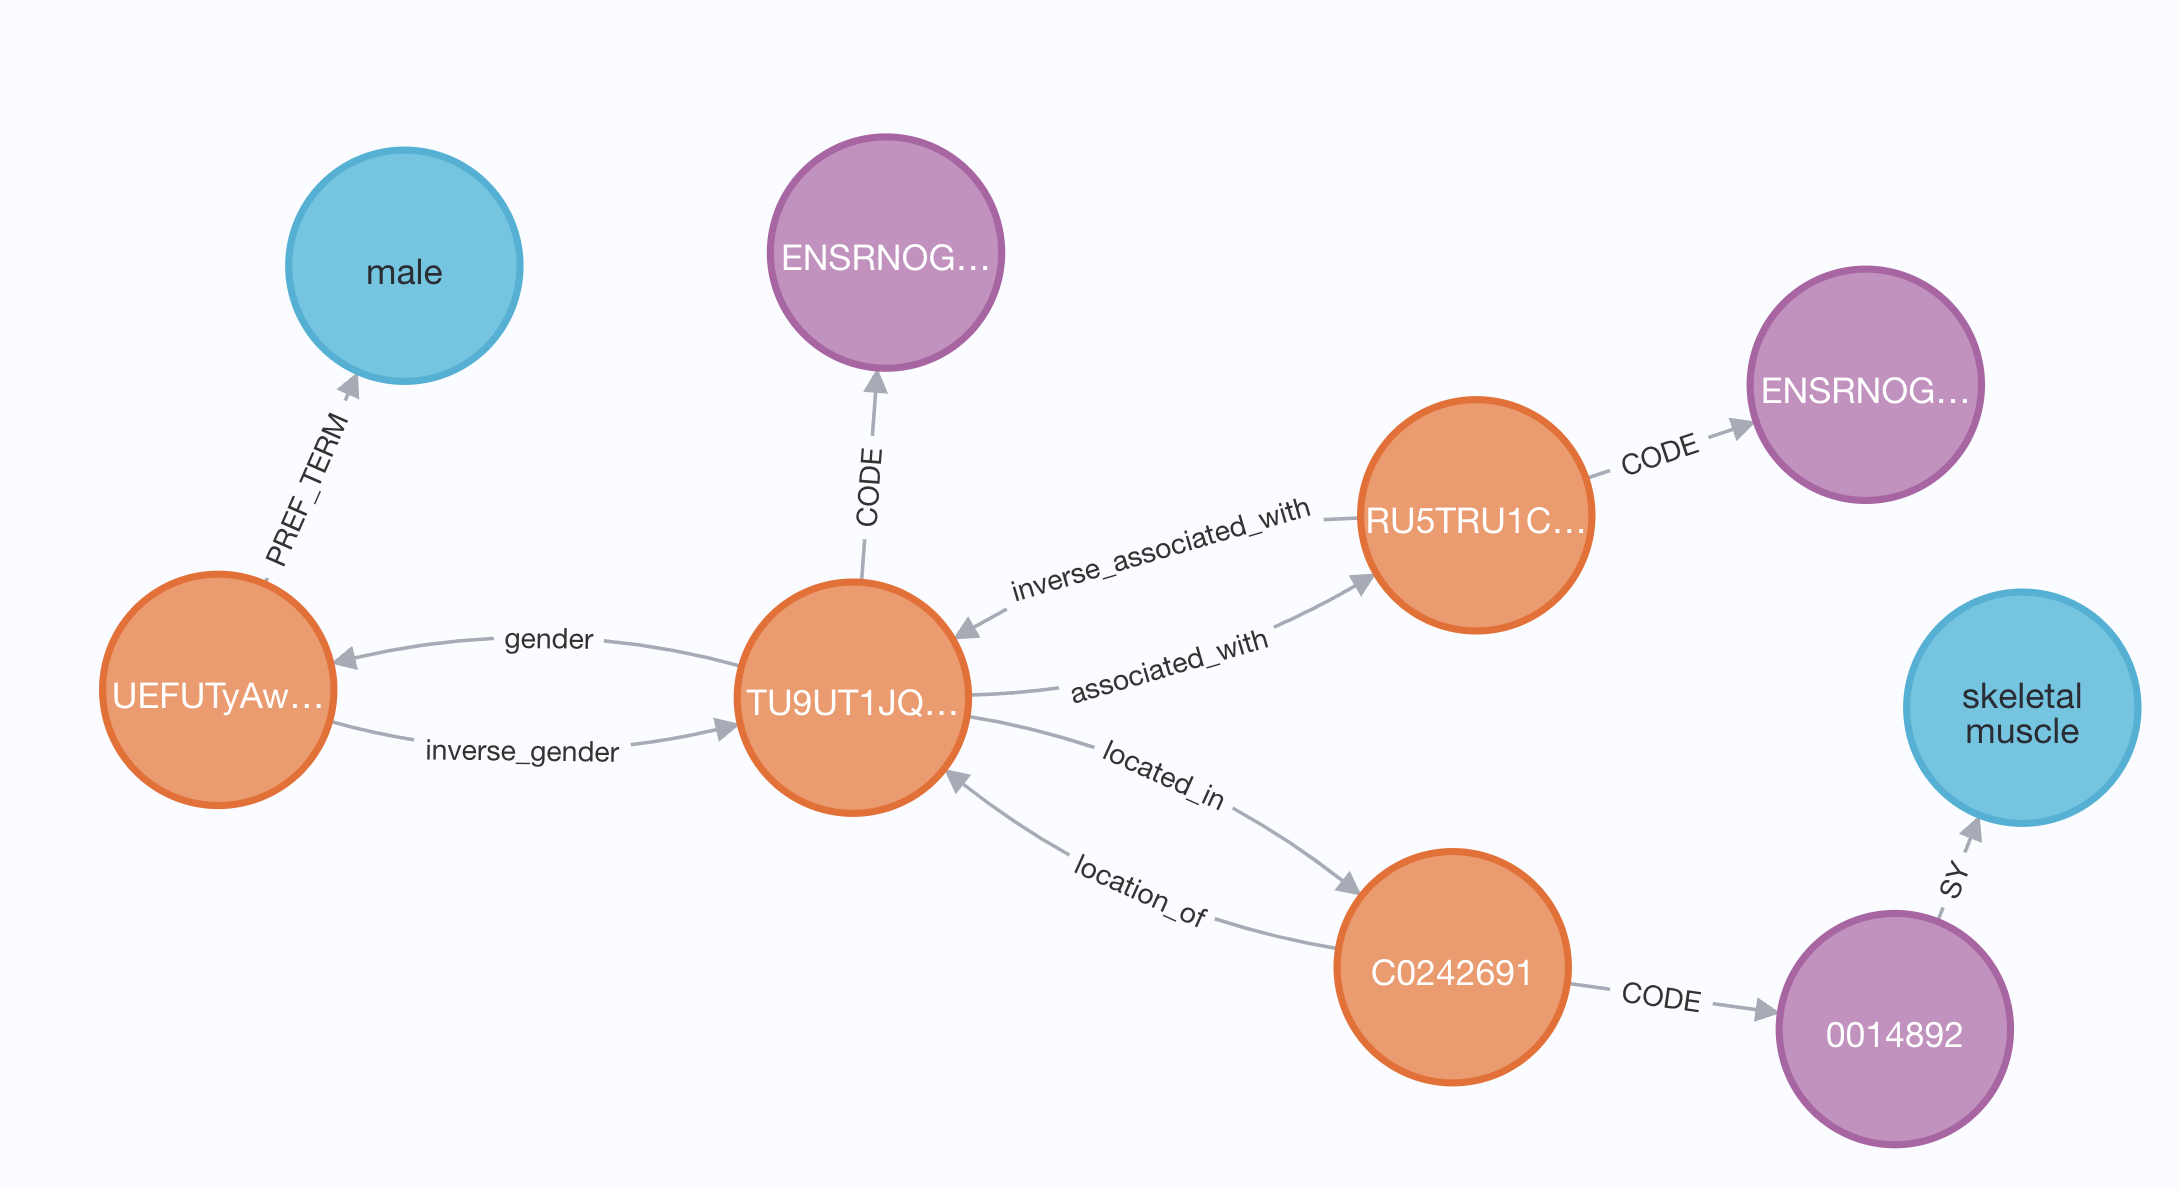 male
ENSRNOG...
ENSRNOG...
PREF_TERM
CODE
CODE
RU5TRU1C...
inverse_associated_with
associated_with
gender
UEFUTyAw...
TU9UT1JQ...
inverse_gender
located_in
location_of
skeletal
muscle
SY
C0242691
CODE
0014892